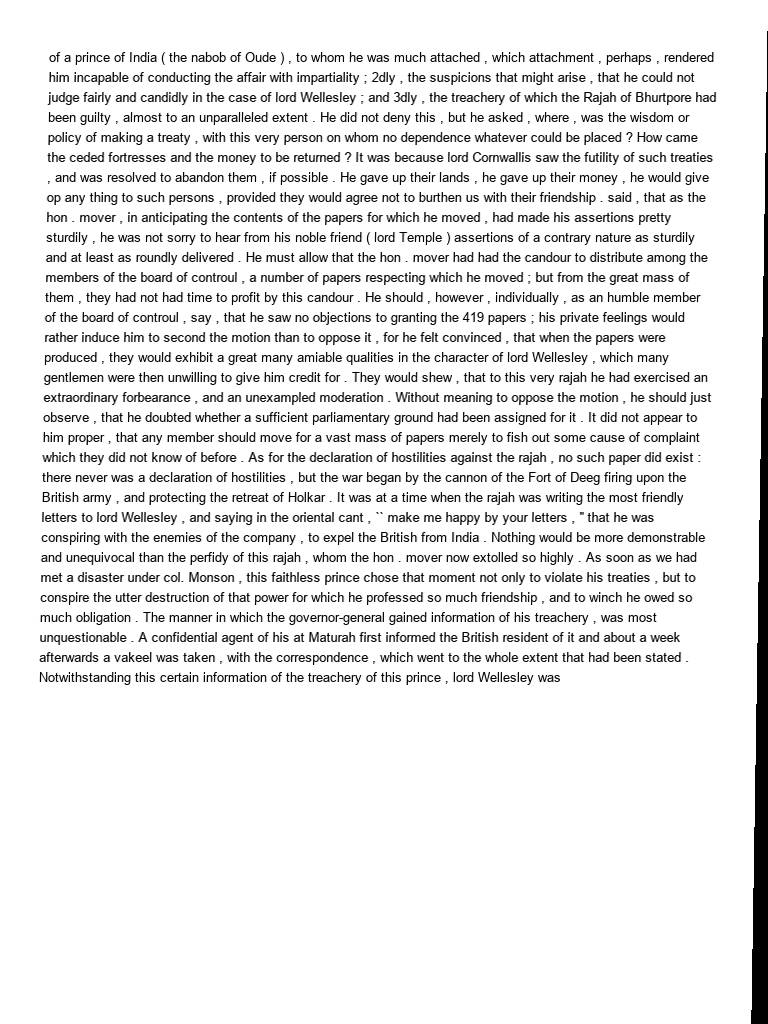 of a prince of India ( the nabob of Oude ) , to whom he was much attached , which attachment , perhaps , rendered
him incapable of conducting the affair with impartiality ; 2dly , the suspicions that might arise , that he could not
judge fairly and candidly in the case of lord Wellesley ; and 3dly , the treachery of which the Rajah of Bhurtpore had
been guilty , almost to an unparalleled extent . He did not deny this , but he asked , where , was the wisdom or
policy of making a treaty , with this very person on whom no dependence whatever could be placed ? How came
the ceded fortresses and the money to be returned ? It was because lord Cornwallis saw the futility of such treaties
, and was resolved to abandon them , if possible . He gave up their lands , he gave up their money , he would give
op any thing to such persons , provided they would agree not to burthen us with their friendship . said , that as the
hon . mover , in anticipating the contents of the papers for which he moved , had made his assertions pretty
sturdily , he was not sorry to hear from his noble friend ( lord Temple ) assertions of a contrary nature as sturdily
and at least as roundly delivered . He must allow that the hon . mover had had the candour to distribute among the
members of the board of controul , a number of papers respecting which he moved ; but from the great mass of
them , they had not had time to profit by this candour . He should , however , individually , as an humble member
of the board of controul , say , that he saw no objections to granting the 419 papers ; his private feelings would
rather induce him to second the motion than to oppose it , for he felt convinced , that when the papers were
produced , they would exhibit a great many amiable qualities in the character of lord Wellesley , which many
gentlemen were then unwilling to give him credit for . They would shew , that to this very rajah he had exercised an
extraordinary forbearance , and an unexampled moderation . Without meaning to oppose the motion , he should just
observe , that he doubted whether a sufficient parliamentary ground had been assigned for it . It did not appear to
him proper , that any member should move for a vast mass of papers merely to fish out some cause of complaint
which they did not know of before . As for the declaration of hostilities against the rajah , no such paper did exist :
there never was a declaration of hostilities , but the war began by the cannon of the Fort of Deeg firing upon the
British army , and protecting the retreat of Holkar . It was at a time when the rajah was writing the most friendly
letters to lord Wellesley , and saying in the oriental cant , `` make me happy by your letters , " that he was
conspiring with the enemies of the company , to expel the British from India . Nothing would be more demonstrable
and unequivocal than the perfidy of this rajah , whom the hon . mover now extolled so highly . As soon as we had
met a disaster under col. Monson , this faithless prince chose that moment not only to violate his treaties , but to
conspire the utter destruction of that power for which he professed so much friendship , and to winch he owed so
much obligation . The manner in which the governor-general gained information of his treachery , was most
unquestionable . A confidential agent of his at Maturah first informed the British resident of it and about a week
afterwards a vakeel was taken , with the correspondence , which went to the whole extent that had been stated .
Notwithstanding this certain information of the treachery of this prince , lord Wellesley was